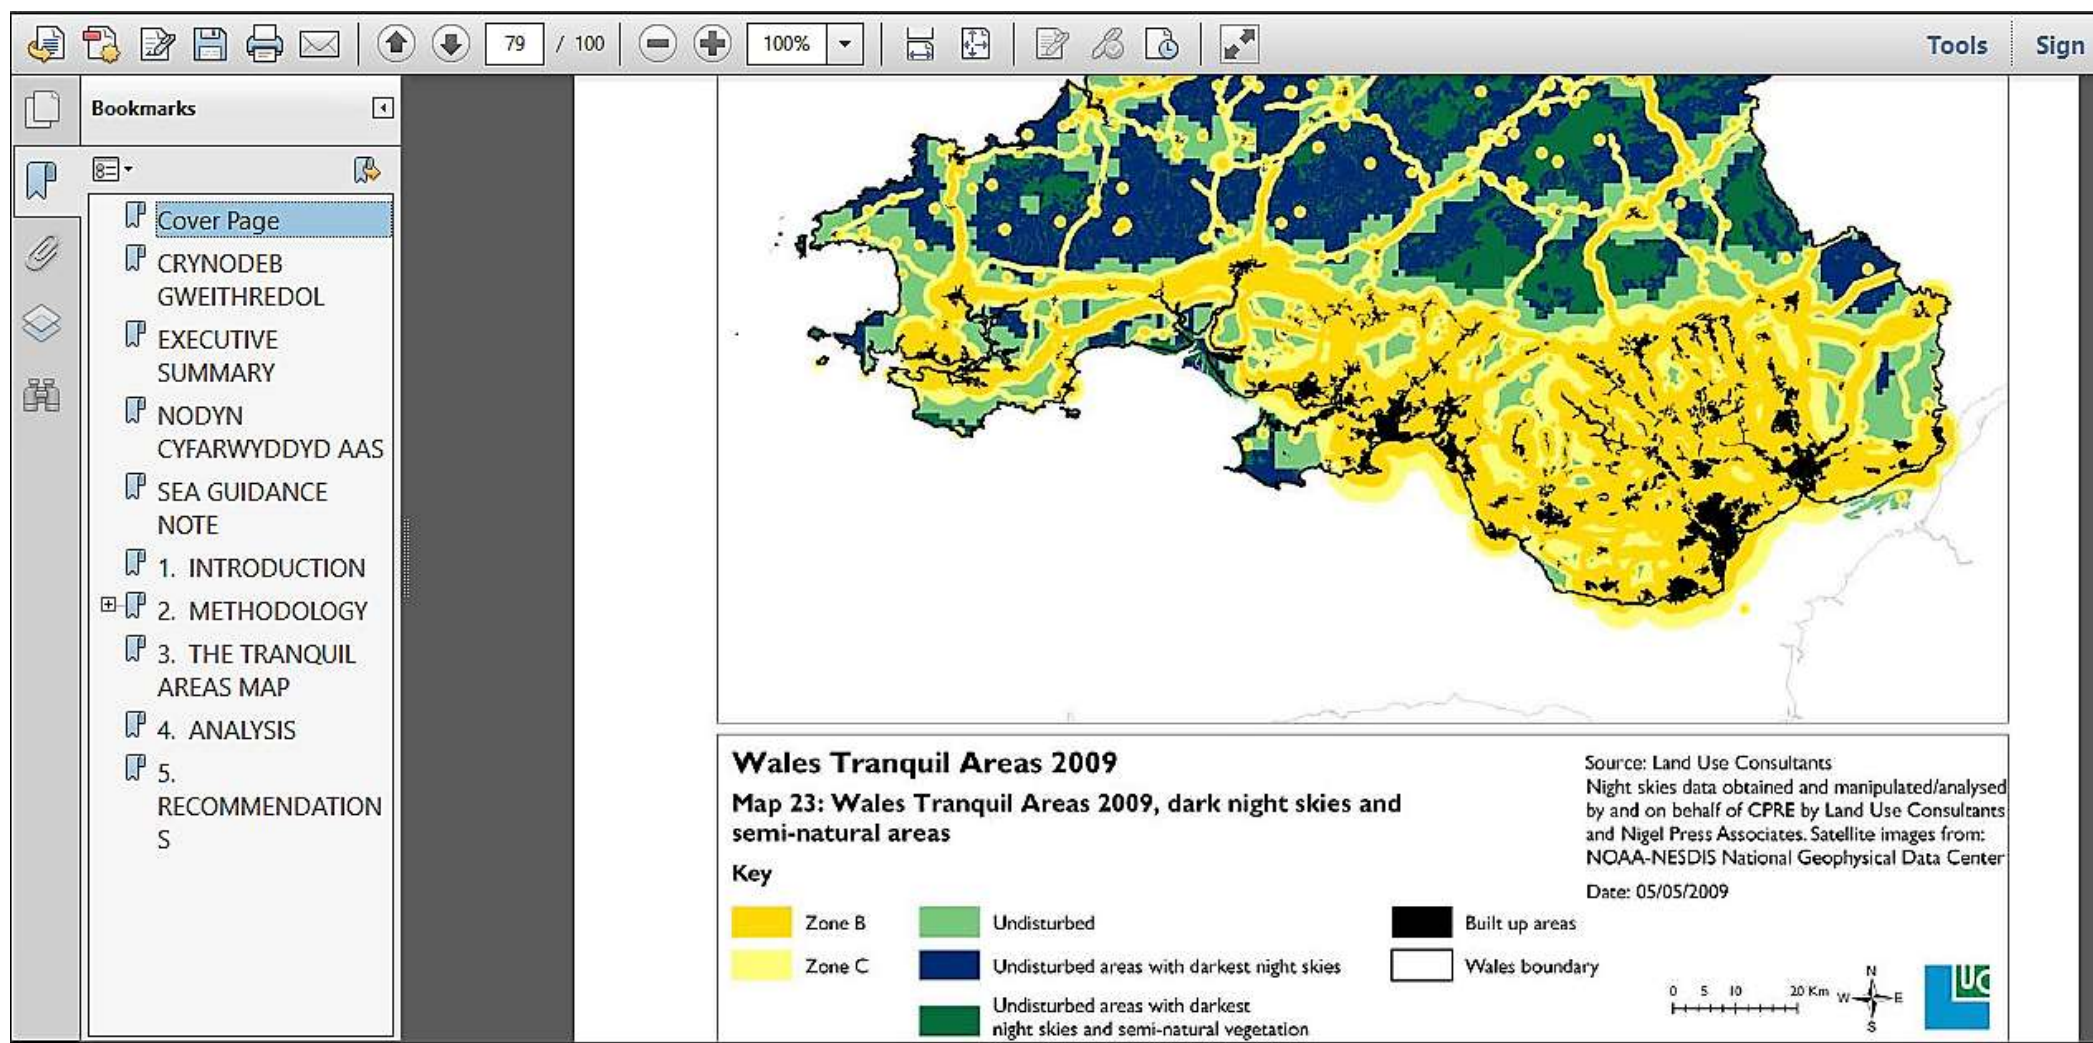 79 / 100
100%
Tools
Sign
Bookmarks
Cover Page
CRYNODEB
GWEITHREDOL
EXECUTIVE
SUMMARY
NODYN
CYFARWYDDYD AAS
SEA GUIDANCE
NOTE
1. INTRODUCTION
2. METHODOLOGY
3. THE TRANQUIL
AREAS MAP
4. ANALYSIS
5.
RECOMMENDATION
S
Wales Tranquil Areas 2009
Map 23: Wales Tranquil Areas 2009, dark night skies and
semi-natural areas
Key
Zone B
Zone C
Undisturbed
Undisturbed areas with darkest night skies
Undisturbed areas with darkest
night skies and semi-natural vegetation
Built up areas
Wales boundary
Source: Land Use Consultants
Night skies data obtained and manipulated/analysed
by and on behalf of CPRE by Land Use Consultants
and Nigel Press Associates. Satellite images from:
NOAA-NESDIS National Geophysical Data Center
Date: 05/05/2009
0 5 10 20 Km
N
W E
S
LUC